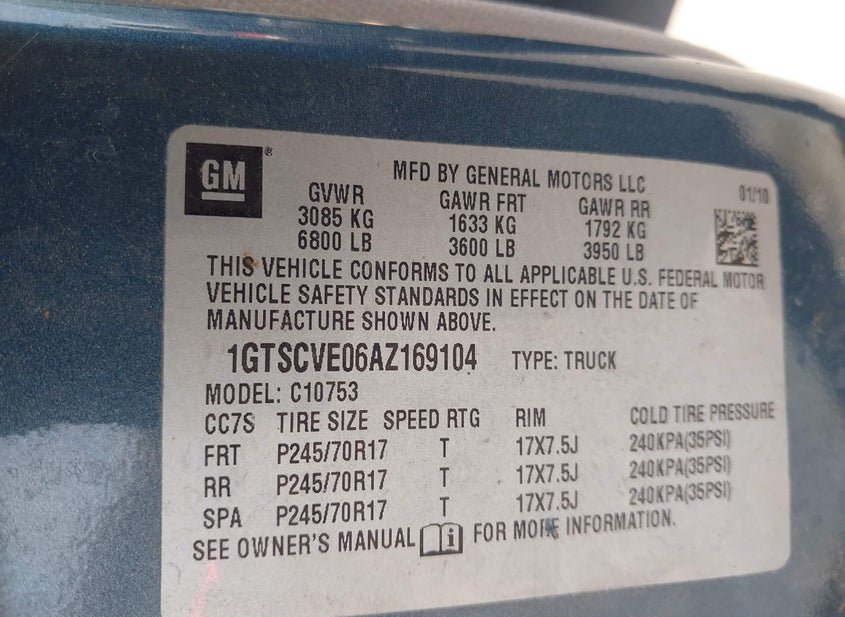 GM®
MFD BY GENERAL MOTORS LLC
01/10
GVWR GAWR FRT GAWR RR
3085 KG 1633 KG 1792 KG
6800 LB 3600 LB 3950 LB
THIS VEHICLE CONFORMS TO ALL APPLICABLE U.S. FEDERAL MOTOR
VEHICLE SAFETY STANDARDS IN EFFECT ON THE DATE OF
MANUFACTURE SHOWN ABOVE.
1GTSCVE06AZ169104 TYPE: TRUCK
MODEL: C10753
CC7S TIRE SIZE SPEED RTG RIM COLD TIRE PRESSURE
FRT P245/70R17 T 17X7.5J 240KPA(35PSI)
RR P245/70R17 T 17X7.5J 240KPA(35PSI)
SPA P245/70R17 T 17X7.5J 240KPA(35PSI)
SEE OWNER'S MANUAL i FOR MORE INFORMATION.